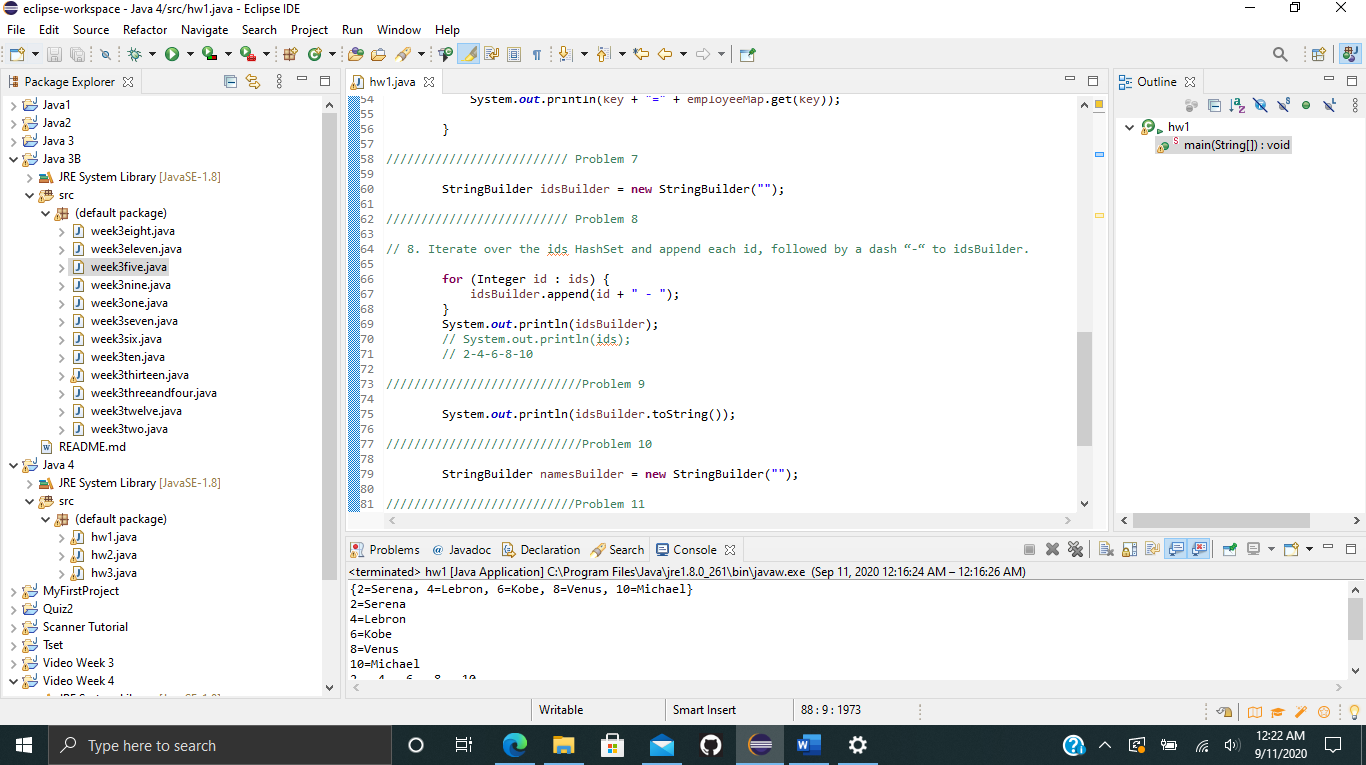 eclipse-workspace - Java 4/src/hw1.java - Eclipse IDE
File Edit Source Refactor Navigate Search Project Run Window Help
Package Explorer
Java1
Java2
Java 3
Java 3B
JRE System Library [JavaSE-1.8]
src
(default package)
week3eight.java
week3eleven.java
week3five.java
week3nine.java
week3one.java
week3seven.java
week3six.java
week3ten.java
week3thirteen.java
week3threeandfour.java
week3twelve.java
week3two.java
README.md
Java 4
JRE System Library [JavaSE-1.8]
src
(default package)
hw1.java
hw2.java
hw3.java
MyFirstProject
Quiz2
Scanner Tutorial
Tset
Video Week 3
Video Week 4
hw1.java
54 System.out.println(key + "=" + employeeMap.get(key));
55
56 }
57
58 ////////////////////////// Problem 7
59
60 StringBuilder idsBuilder = new StringBuilder("");
61
62 ////////////////////////// Problem 8
63
64 // 8. Iterate over the ids HashSet and append each id, followed by a dash “-“ to idsBuilder.
65
66 for (Integer id : ids) {
67 idsBuilder.append(id + " - ");
68 }
69 System.out.println(idsBuilder);
70 // System.out.println(ids);
71 // 2-4-6-8-10
72
73 ////////////////////////////Problem 9
74
75 System.out.println(idsBuilder.toString());
76
77 ////////////////////////////Problem 10
78
79 StringBuilder namesBuilder = new StringBuilder("");
80
81 ///////////////////////////Problem 11
Outline
hw1
main(String[]) : void
Problems @ Javadoc Declaration Search Console
<terminated> hw1 [Java Application] C:\Program Files\Java\jre1.8.0_261\bin\javaw.exe (Sep 11, 2020 12:16:24 AM – 12:16:26 AM)
{2=Serena, 4=Lebron, 6=Kobe, 8=Venus, 10=Michael}
2=Serena
4=Lebron
6=Kobe
8=Venus
10=Michael
Writable Smart Insert 88 : 9 : 1973
Type here to search
12:22 AM
9/11/2020